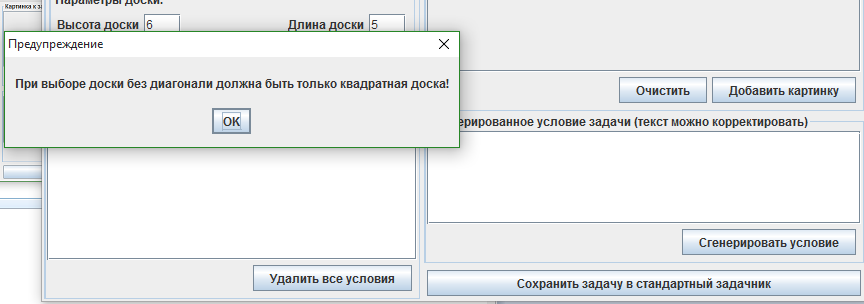 Картинка к за
Параметры доски:
Высота доски 6 Длина доски 5
Предупреждение
При выборе доски без диагонали должна быть только квадратная доска!
OK
Очистить Добавить картинку
ерированное условие задачи (текст можно корректировать)
Сгенерировать условие
Удалить все условия
Сохранить задачу в стандартный задачник